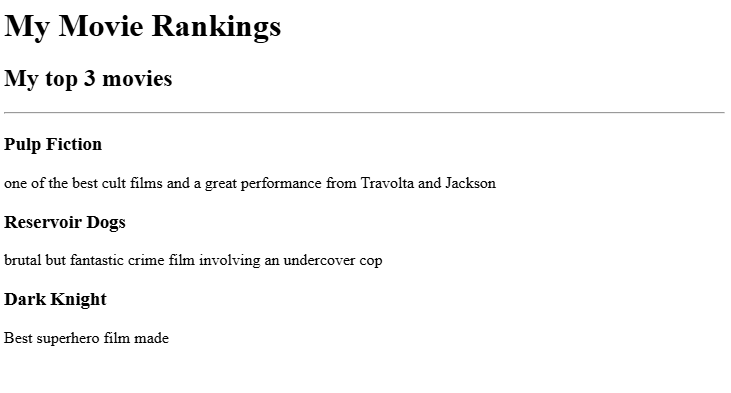 My Movie Rankings
My top 3 movies
Pulp Fiction
one of the best cult films and a great performance from Travolta and Jackson
Reservoir Dogs
brutal but fantastic crime film involving an undercover cop
Dark Knight
Best superhero film made